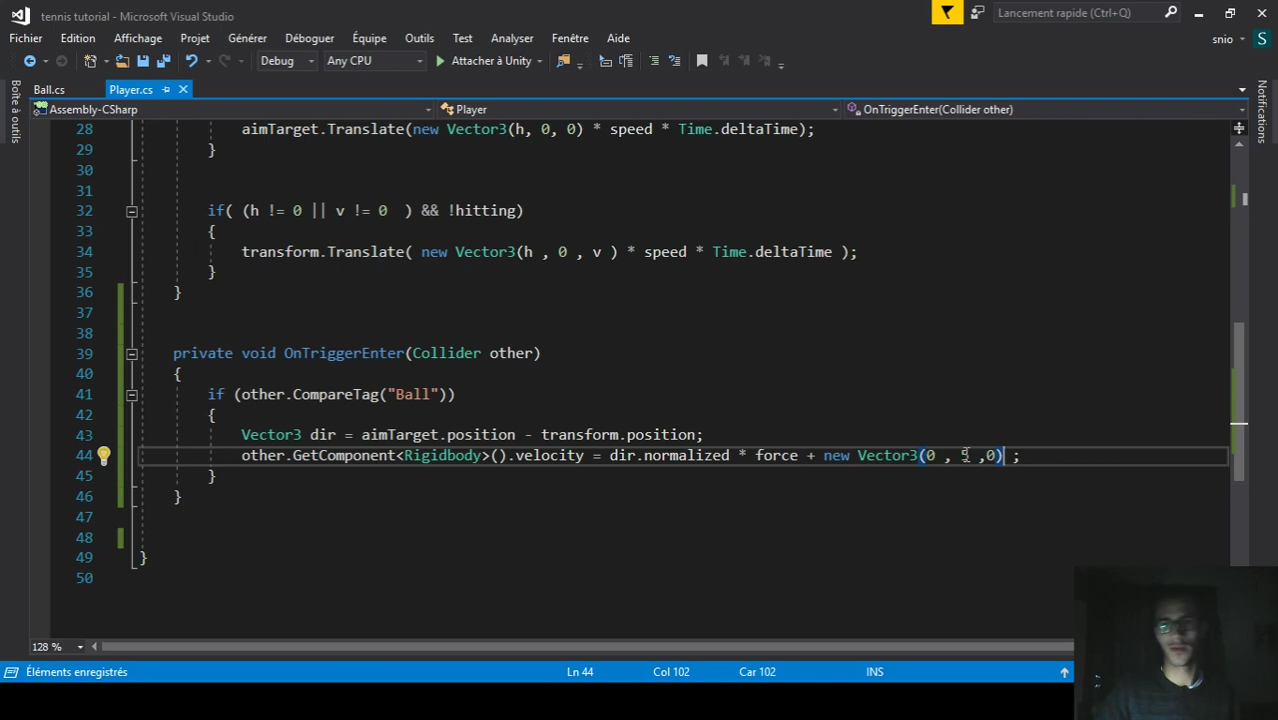 tennis tutorial - Microsoft Visual Studio
Lancement rapide (Ctrl+Q)
Fichier Edition Affichage Projet Générer Déboguer Équipe Outils Test Analyser Fenêtre Aide
snio S
Debug Any CPU Attacher à Unity
Boîte à outils
Ball.cs Player.cs
Notifications
Assembly-CSharp Player OnTriggerEnter(Collider other)
28 aimTarget.Translate(new Vector3(h, 0, 0) * speed * Time.deltaTime);
29 }
30
31
32 if( (h != 0 || v != 0 ) && !hitting)
33 {
34 transform.Translate( new Vector3(h , 0 , v ) * speed * Time.deltaTime );
35 }
36 }
37
38
39 private void OnTriggerEnter(Collider other)
40 {
41 if (other.CompareTag("Ball"))
42 {
43 Vector3 dir = aimTarget.position - transform.position;
44 other.GetComponent<Rigidbody>().velocity = dir.normalized * force + new Vector3(0 , 5 ,0) ;
45 }
46 }
47
48
49 }
50
128 %
Éléments enregistrés Ln 44 Col 102 Car 102 INS